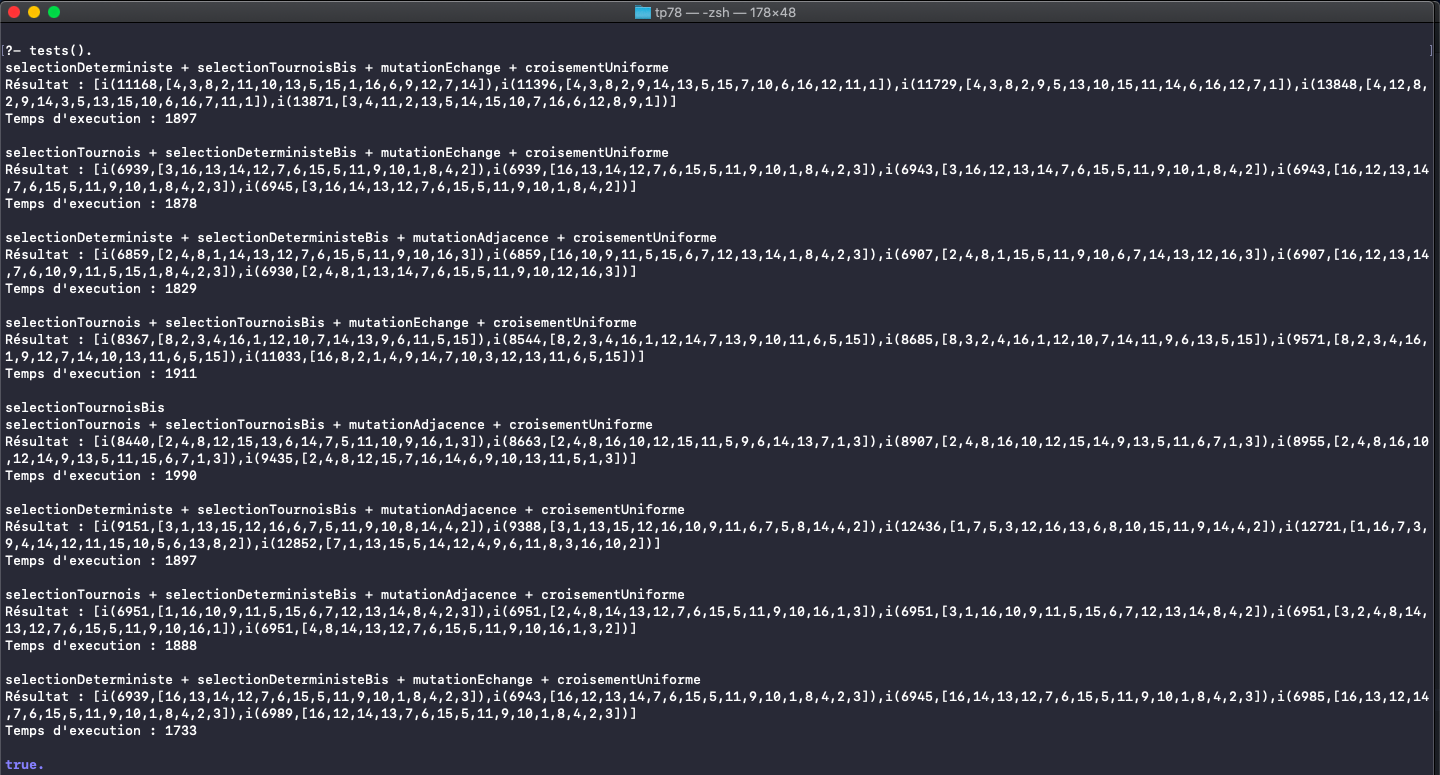 tp78 — -zsh — 178×48
[?- tests(). ]
selectionDeterministe + selectionTournoisBis + mutationEchange + croisementUniforme
Résultat : [i(11168,[4,3,8,2,11,10,13,5,15,1,16,6,9,12,7,14]),i(11396,[4,3,8,2,9,14,13,5,15,7,10,6,16,12,11,1]),i(11729,[4,3,8,2,9,5,13,10,15,11,14,6,16,12,7,1]),i(13848,[4,12,8,
2,9,14,3,5,13,15,10,6,16,7,11,1]),i(13871,[3,4,11,2,13,5,14,15,10,7,16,6,12,8,9,1])]
Temps d'execution : 1897
selectionTournois + selectionDeterministeBis + mutationEchange + croisementUniforme
Résultat : [i(6939,[3,16,13,14,12,7,6,15,5,11,9,10,1,8,4,2]),i(6939,[16,13,14,12,7,6,15,5,11,9,10,1,8,4,2,3]),i(6943,[3,16,12,13,14,7,6,15,5,11,9,10,1,8,4,2]),i(6943,[16,12,13,14
,7,6,15,5,11,9,10,1,8,4,2,3]),i(6945,[3,16,14,13,12,7,6,15,5,11,9,10,1,8,4,2])]
Temps d'execution : 1878
selectionDeterministe + selectionDeterministeBis + mutationAdjacence + croisementUniforme
Résultat : [i(6859,[2,4,8,1,14,13,12,7,6,15,5,11,9,10,16,3]),i(6859,[16,10,9,11,5,15,6,7,12,13,14,1,8,4,2,3]),i(6907,[2,4,8,1,15,5,11,9,10,6,7,14,13,12,16,3]),i(6907,[16,12,13,14
,7,6,10,9,11,5,15,1,8,4,2,3]),i(6930,[2,4,8,1,13,14,7,6,15,5,11,9,10,12,16,3])]
Temps d'execution : 1829
selectionTournois + selectionTournoisBis + mutationEchange + croisementUniforme
Résultat : [i(8367,[8,2,3,4,16,1,12,10,7,14,13,9,6,11,5,15]),i(8544,[8,2,3,4,16,1,12,14,7,13,9,10,11,6,5,15]),i(8685,[8,3,2,4,16,1,12,10,7,14,11,9,6,13,5,15]),i(9571,[8,2,3,4,16,
1,9,12,7,14,10,13,11,6,5,15]),i(11033,[16,8,2,1,4,9,14,7,10,3,12,13,11,6,5,15])]
Temps d'execution : 1911
selectionTournoisBis
selectionTournois + selectionTournoisBis + mutationAdjacence + croisementUniforme
Résultat : [i(8440,[2,4,8,12,15,13,6,14,7,5,11,10,9,16,1,3]),i(8663,[2,4,8,16,10,12,15,11,5,9,6,14,13,7,1,3]),i(8907,[2,4,8,16,10,12,15,14,9,13,5,11,6,7,1,3]),i(8955,[2,4,8,16,10
,12,14,9,13,5,11,15,6,7,1,3]),i(9435,[2,4,8,12,15,7,16,14,6,9,10,13,11,5,1,3])]
Temps d'execution : 1990
selectionDeterministe + selectionTournoisBis + mutationAdjacence + croisementUniforme
Résultat : [i(9151,[3,1,13,15,12,16,6,7,5,11,9,10,8,14,4,2]),i(9388,[3,1,13,15,12,16,10,9,11,6,7,5,8,14,4,2]),i(12436,[1,7,5,3,12,16,13,6,8,10,15,11,9,14,4,2]),i(12721,[1,16,7,3,
9,4,14,12,11,15,10,5,6,13,8,2]),i(12852,[7,1,13,15,5,14,12,4,9,6,11,8,3,16,10,2])]
Temps d'execution : 1897
selectionTournois + selectionDeterministeBis + mutationAdjacence + croisementUniforme
Résultat : [i(6951,[1,16,10,9,11,5,15,6,7,12,13,14,8,4,2,3]),i(6951,[2,4,8,14,13,12,7,6,15,5,11,9,10,16,1,3]),i(6951,[3,1,16,10,9,11,5,15,6,7,12,13,14,8,4,2]),i(6951,[3,2,4,8,14,
13,12,7,6,15,5,11,9,10,16,1]),i(6951,[4,8,14,13,12,7,6,15,5,11,9,10,16,1,3,2])]
Temps d'execution : 1888
selectionDeterministe + selectionDeterministeBis + mutationEchange + croisementUniforme
Résultat : [i(6939,[16,13,14,12,7,6,15,5,11,9,10,1,8,4,2,3]),i(6943,[16,12,13,14,7,6,15,5,11,9,10,1,8,4,2,3]),i(6945,[16,14,13,12,7,6,15,5,11,9,10,1,8,4,2,3]),i(6985,[16,13,12,14
,7,6,15,5,11,9,10,1,8,4,2,3]),i(6989,[16,12,14,13,7,6,15,5,11,9,10,1,8,4,2,3])]
Temps d'execution : 1733
true.